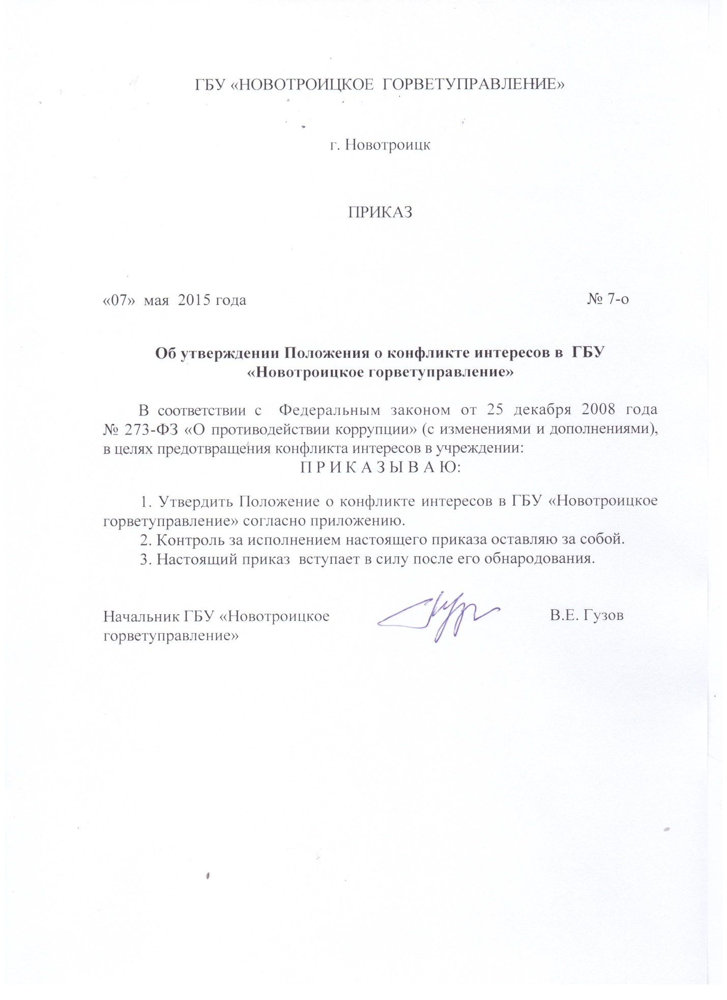 ГБУ «НОВОТРОИЦКОЕ ГОРВЕТУПРАВЛЕНИЕ»
г. Новотроицк
ПРИКАЗ
«07» мая 2015 года № 7-о
Об утверждении Положения о конфликте интересов в ГБУ
«Новотроицкое горветуправление»
В соответствии с Федеральным законом от 25 декабря 2008 года
№ 273-ФЗ «О противодействии коррупции» (с изменениями и дополнениями),
в целях предотвращения конфликта интересов в учреждении:
П Р И К А З Ы В А Ю:
1. Утвердить Положение о конфликте интересов в ГБУ «Новотроицкое
горветуправление» согласно приложению.
2. Контроль за исполнением настоящего приказа оставляю за собой.
3. Настоящий приказ вступает в силу после его обнародования.
Начальник ГБУ «Новотроицкое В.Е. Гузов
горветуправление»